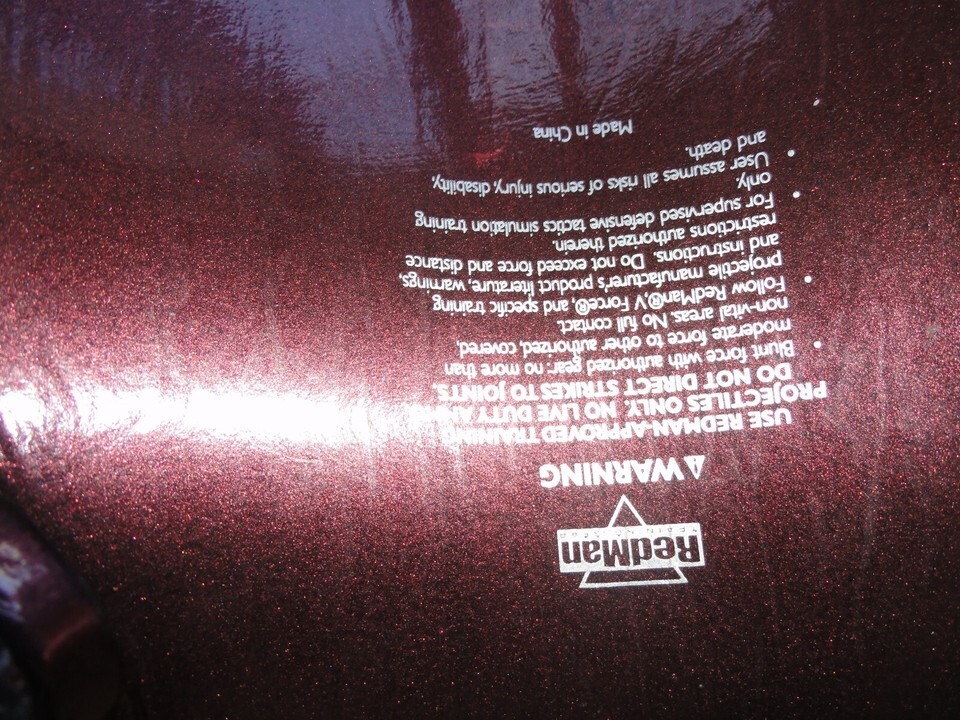 RedMan
WARNING
USE REDMAN-APPROVED TRAINING
PROJECTILES ONLY. NO LIVE DUTY
DO NOT DIRECT STRIKES TO JOINTS.
• Blunt force with authorized gear: no more than
moderate force to other authorized, covered,
non-vital areas. No full contact.
• Follow RedMan®,V Force®, and specific training
projectile manufacturer's product literature, warnings,
and instructions. Do not exceed force and distance
restrictions authorized therein.
• For supervised defensive tactics simulation training
only.
• User assumes all risks of serious injury, disability,
and death.
Made in China